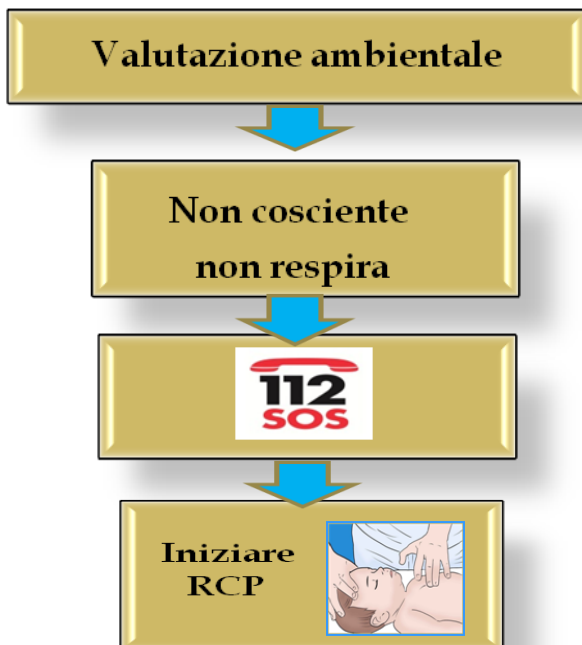 Valutazione ambientale
Non cosciente
non respira
112
SOS
Iniziare
RCP